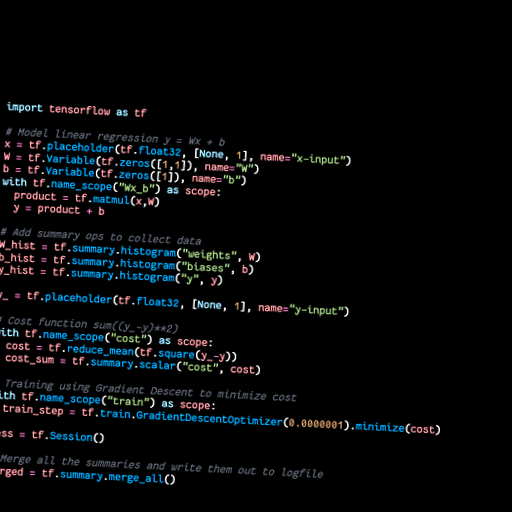 import tensorflow as tf
# Model linear regression y = Wx + b
x = tf.placeholder(tf.float32, [None, 1], name="x-input")
W = tf.Variable(tf.zeros([1,1]), name="W")
b = tf.Variable(tf.zeros([1]), name="b")
with tf.name_scope("Wx_b") as scope:
product = tf.matmul(x,W)
y = product + b
# Add summary ops to collect data
W_hist = tf.summary.histogram("weights", W)
b_hist = tf.summary.histogram("biases", b)
y_hist = tf.summary.histogram("y", y)
y_ = tf.placeholder(tf.float32, [None, 1], name="y-input")
# Cost function sum((y_-y)**2)
with tf.name_scope("cost") as scope:
cost = tf.reduce_mean(tf.square(y_-y))
cost_sum = tf.summary.scalar("cost", cost)
Training using Gradient Descent to minimize cost
ith tf.name_scope("train") as scope:
train_step = tf.train.GradientDescentOptimizer(0.0000001).minimize(cost)
ess = tf.Session()
Merge all the summaries and write them out to logfile
rged = tf.summary.merge_all()